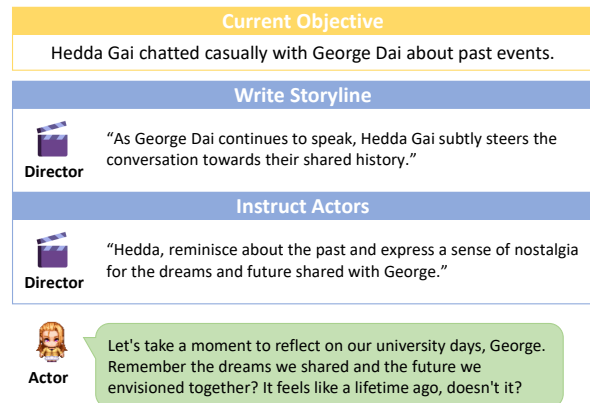 Current Objective
Hedda Gai chatted casually with George Dai about past events.
Write Storyline
“As George Dai continues to speak, Hedda Gai subtly steers the
conversation towards their shared history.”
Director
Instruct Actors
“Hedda, reminisce about the past and express a sense of nostalgia
for the dreams and future shared with George.”
Director
Let's take a moment to reflect on our university days, George.
Remember the dreams we shared and the future we
envisioned together? It feels like a lifetime ago, doesn't it?
Actor